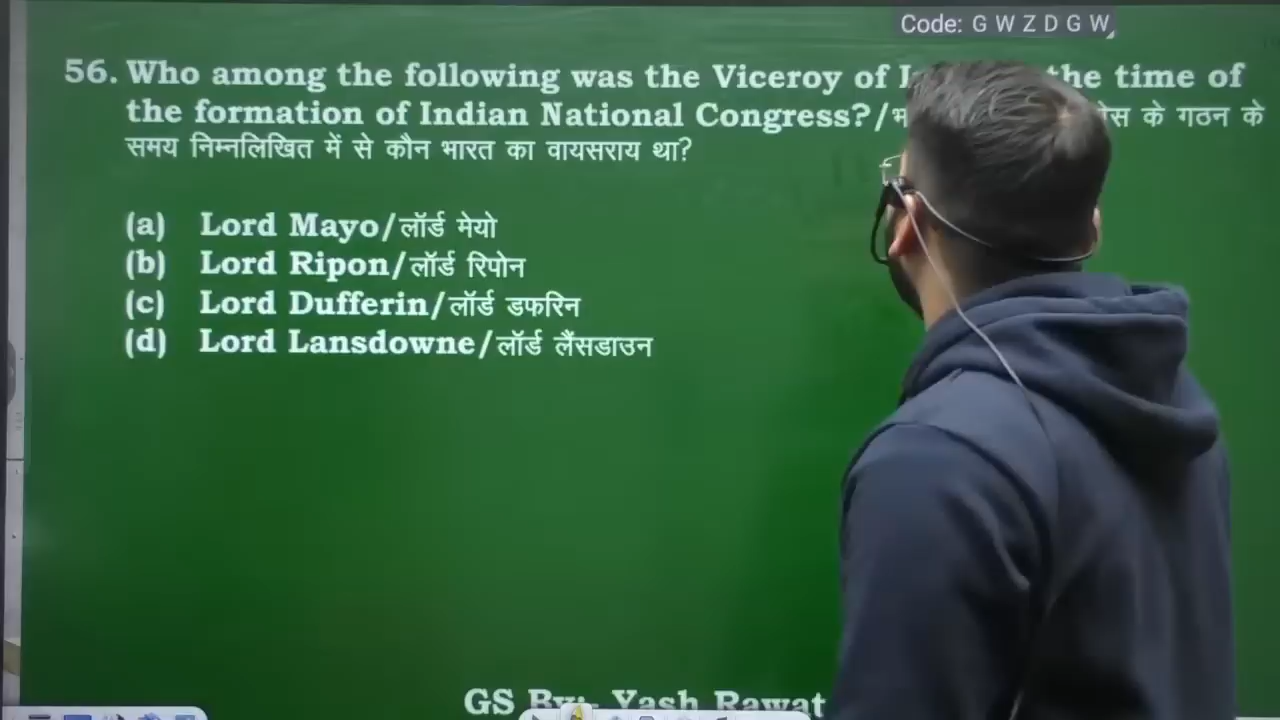 Code: G W Z D G W
56. Who among the following was the Viceroy of the time of
the formation of Indian National Congress?/ के गठन के
समय निम्नलिखित में से कौन भारत का वायसराय था?
(a) Lord Mayo/लॉर्ड मेयो
(b) Lord Ripon/लॉर्ड रिपोन
(c) Lord Dufferin/लॉर्ड डफरिन
(d) Lord Lansdowne/लॉर्ड लैंसडाउन
GS By:- Yash Rawat